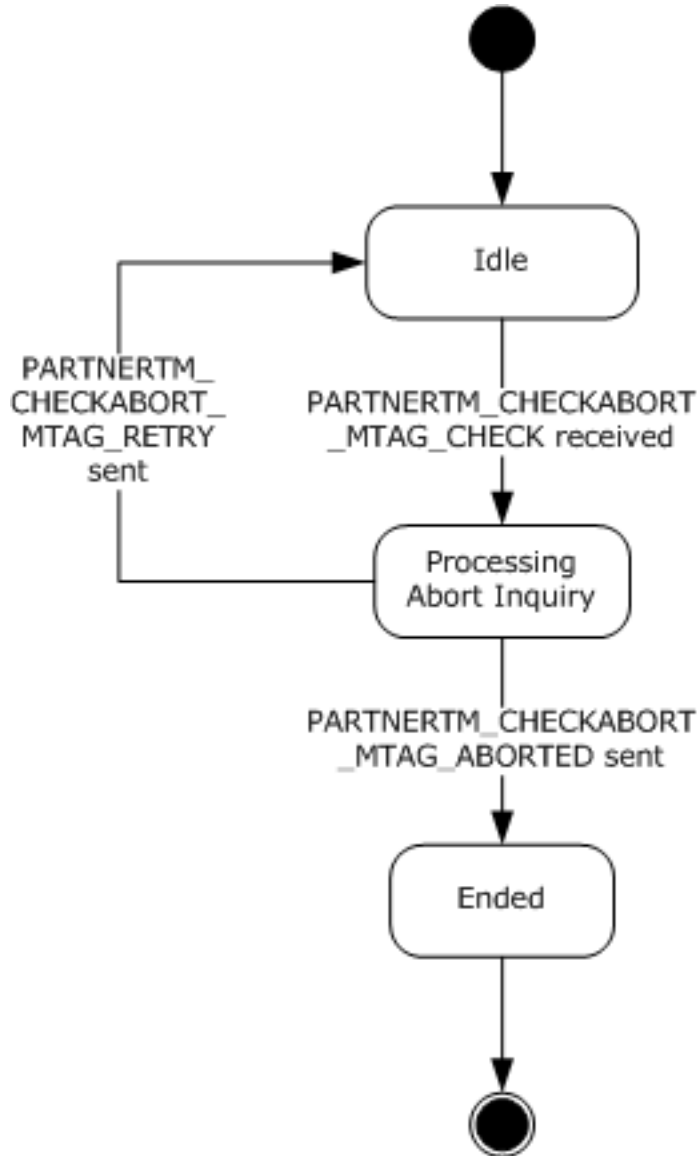 Idle
PARTNERTM_
CHECKABORT_
MTAG_RETRY
sent
PARTNERTM_CHECKABORT
_MTAG_CHECK received
Processing
Abort Inquiry
PARTNERTM_CHECKABORT
_MTAG_ABORTED sent
Ended